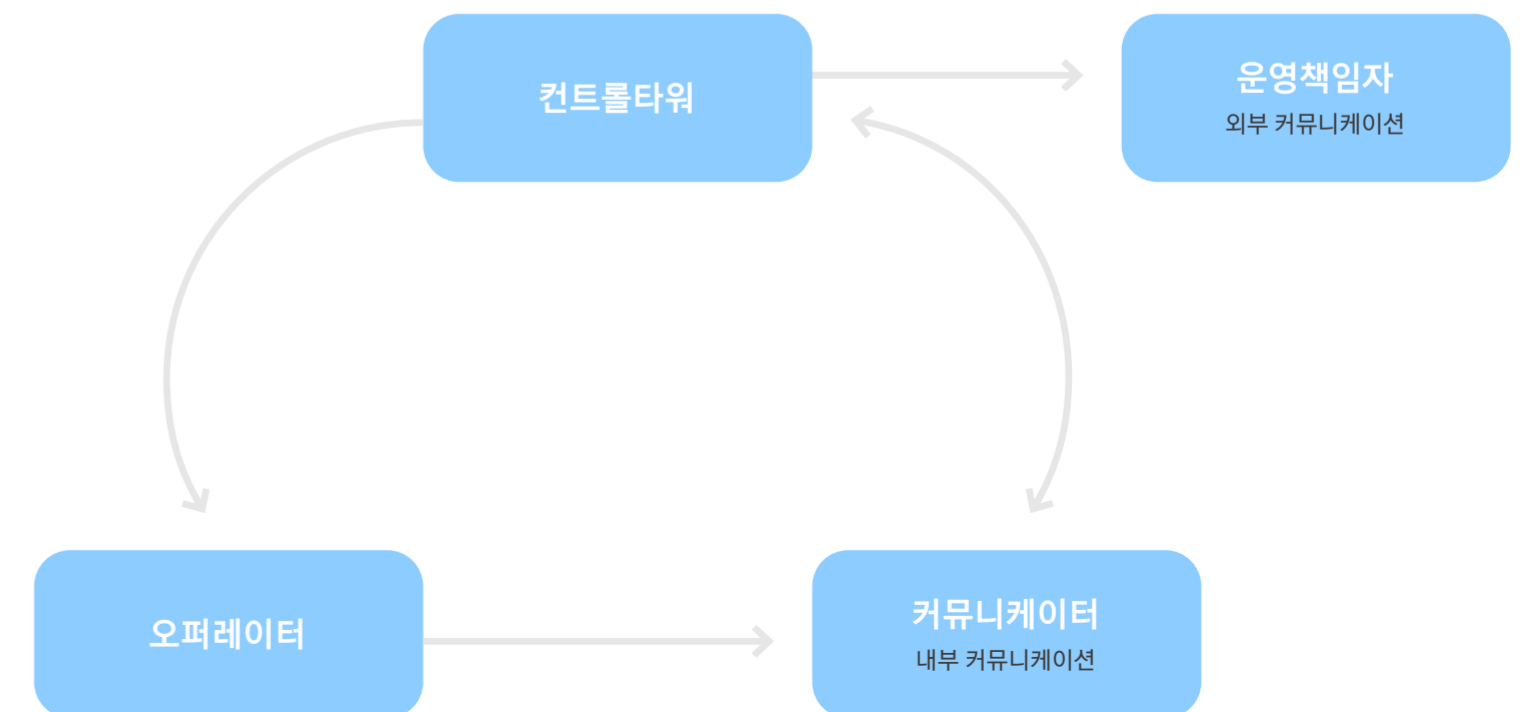 컨트롤타워
운영책임자
외부 커뮤니케이션
오퍼레이터
커뮤니케이터
내부 커뮤니케이션